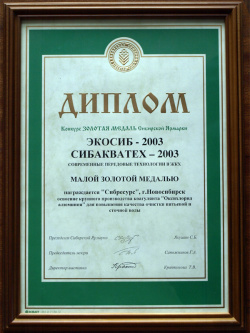 ДИПЛОМ
Конкурс ЗОЛОТАЯ МЕДАЛЬ Сибирской Ярмарки
ЭКОСИБ - 2003
СИБАКВАТЕХ – 2003
СОВРЕМЕННЫЕ ПЕРЕДОВЫЕ ТЕХНОЛОГИИ В ЖКХ
МАЛОЙ ЗОЛОТОЙ МЕДАЛЬЮ
награждается "Сибресурс", г.Новосибирск
освоение крупного производства коагулянта "Оксихлорид
алюминия" для повышения качества очистки питьевой и
сточной воды
Президент Сибирской Ярмарки
Председатель жюри
Директор выставки